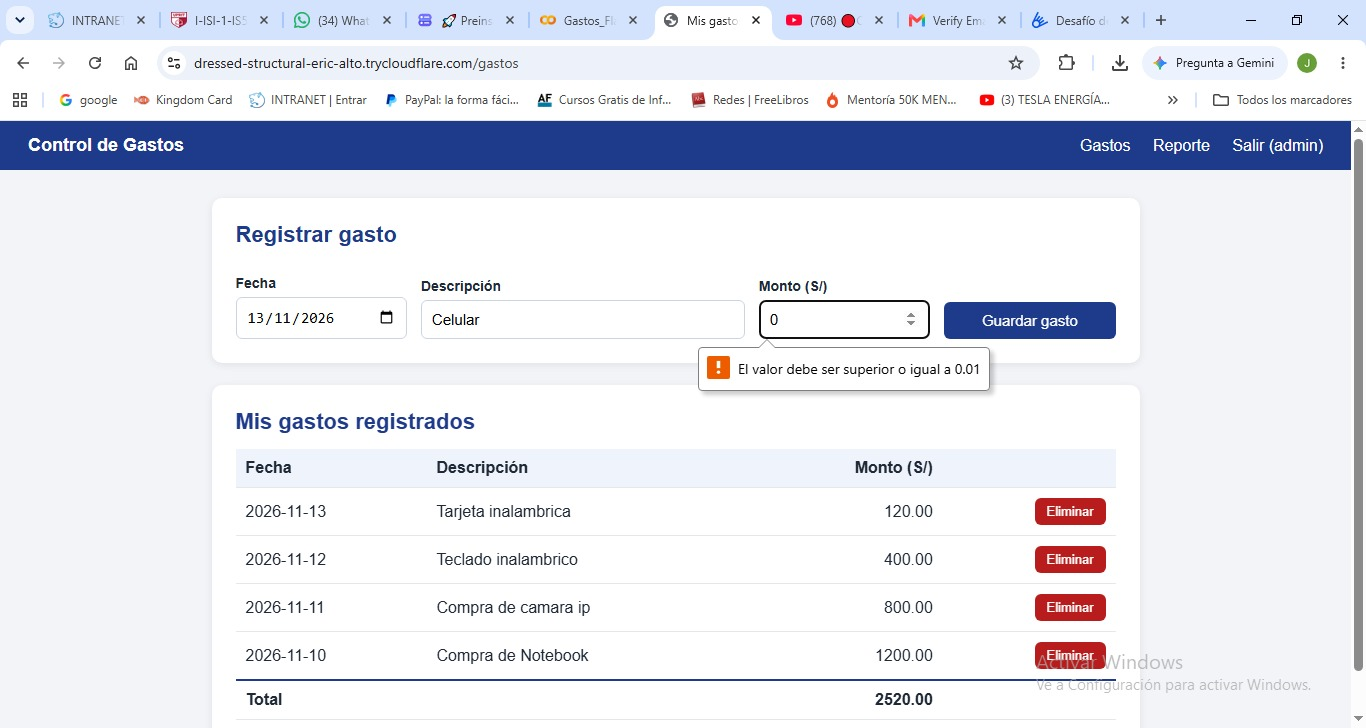 INTRANE
I-ISI-1-IS5
(34) What
Preins
Gastos_Fl
Mis gasto
(768)
Verify Em
Desafío d
dressed-structural-eric-alto.trycloudflare.com/gastos
Pregunta a Gemini
J
google
Kingdom Card
INTRANET | Entrar
PayPal: la forma fáci...
AF Cursos Gratis de Inf...
Redes | FreeLibros
Mentoría 50K MEN...
(3) TESLA ENERGÍA...
»
Todos los marcadores
Control de Gastos
Gastos
Reporte
Salir (admin)
Registrar gasto
Fecha
Descripción
Monto (S/)
13/11/2026
Celular
0
Guardar gasto
! El valor debe ser superior o igual a 0.01
Mis gastos registrados
Fecha Descripción Monto (S/)
2026-11-13 Tarjeta inalambrica 120.00 Eliminar
2026-11-12 Teclado inalambrico 400.00 Eliminar
2026-11-11 Compra de camara ip 800.00 Eliminar
2026-11-10 Compra de Notebook 1200.00 Eliminar
Total 2520.00
Activar Windows
Ve a Configuración para activar Windows.